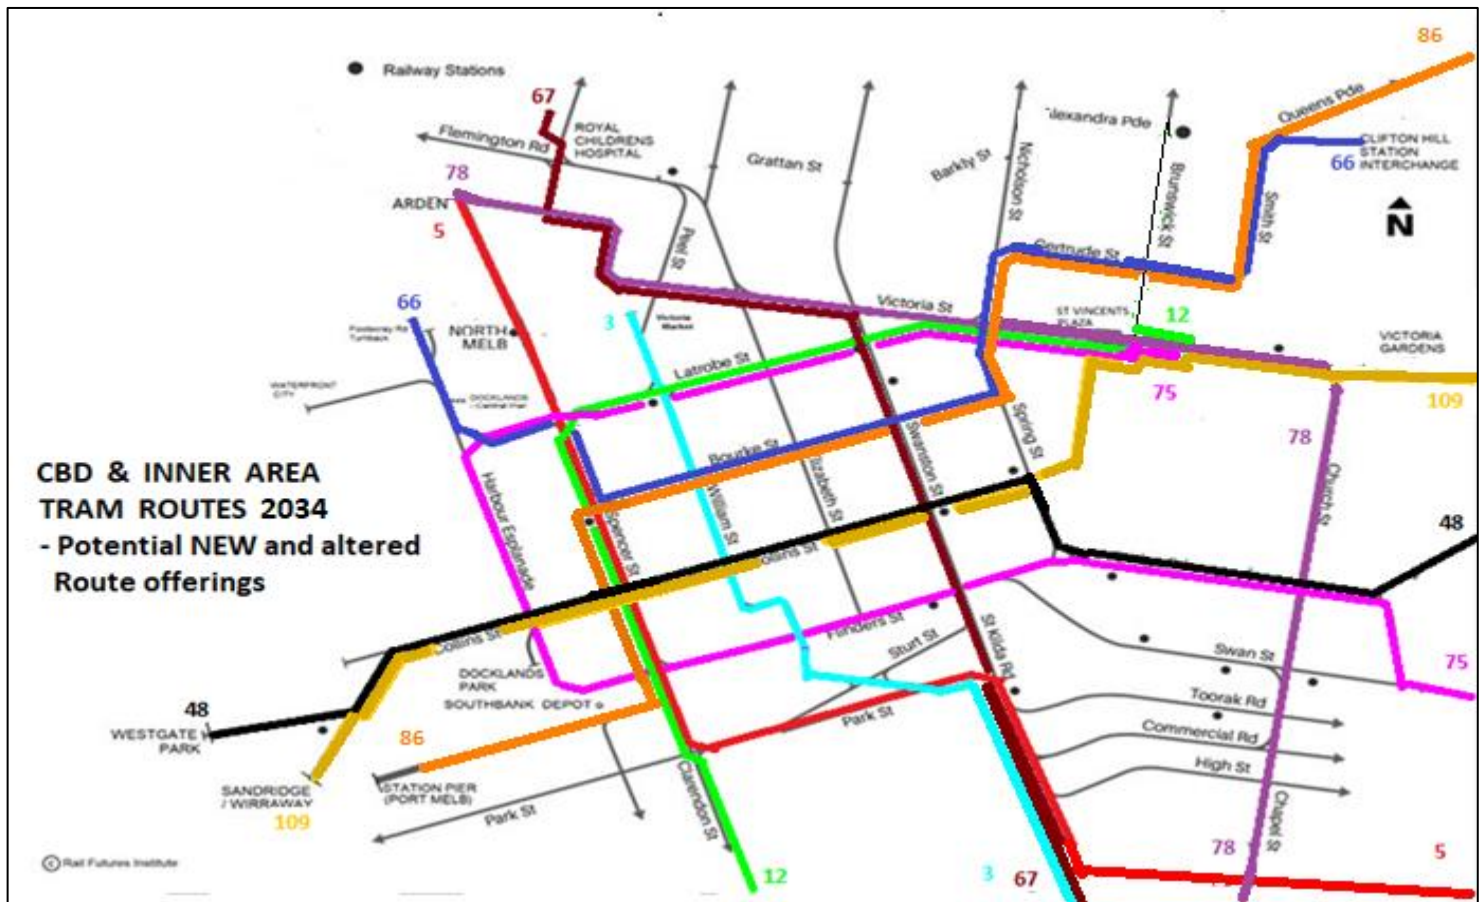 86
Railway Stations
67
Queens Pde
Flemington Rd
ROYAL
CHILDRENS
HOSPITAL
Grattan St
Barkly St
Nicholson St
lexandra Pde
Brunswick St
Smith St
CLIFTON HILL
STATION
INTERCHANGE
66
N
78
ARDEN
5
Peel St
Gertrude St
66
NORTH
MELB
3
Victoria
Market
Victoria St
ST VINCENTS
PLAZA
12
VICTORIA
GARDENS
WATERFRONT
CITY
DOCKLANDS
Latrobe St
75
109
78
Bourke St
Spring St
CBD & INNER AREA
TRAM ROUTES 2034
- Potential NEW and altered
Route offerings
Harbour Esplanade
Spencer St
William St
lizabeth St
Swanston St
Church St
48
ollins St
Collins St
Flinders St
Sturt St
St Kilda Rd
Swan St
75
DOCKLANDS
PARK
SOUTHBANK DEPOT
Toorak Rd
48
WESTGATE
PARK
86
Park St
Commercial Rd
High St
SANDRIDGE
/ WIRRAWAY
109
STATION PIER
(PORT MELB)
Park St
Clarendon St
Chapel St
78
5
© Rail Futures Institute
12
3
67